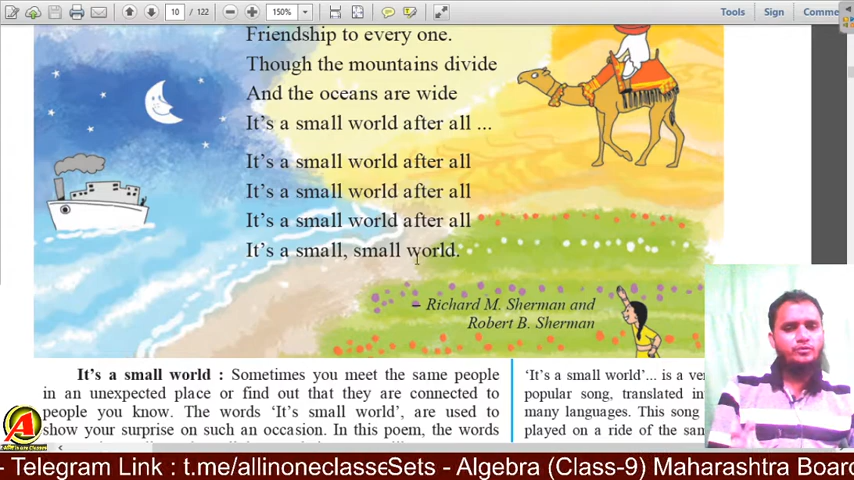 10 / 122
150%
Tools
Sign
Comme
Friendship to every one.
Though the mountains divide
And the oceans are wide
It's a small world after all ...
It's a small world after all
It's a small world after all
It's a small world after all
It's a small, small world.
– Richard M. Sherman and
Robert B. Sherman
It's a small world : Sometimes you meet the same people
in an unexpected place or find out that they are connected to
people you know. The words 'It's small world', are used to
show your surprise on such an occasion. In this poem, the words
'It's a small world'... is a ver
popular song, translated in
many languages. This song
played on a ride of the sam
- Telegram Link : t.me/allinoneclasseSets - Algebra (Class-9) Maharashtra Board